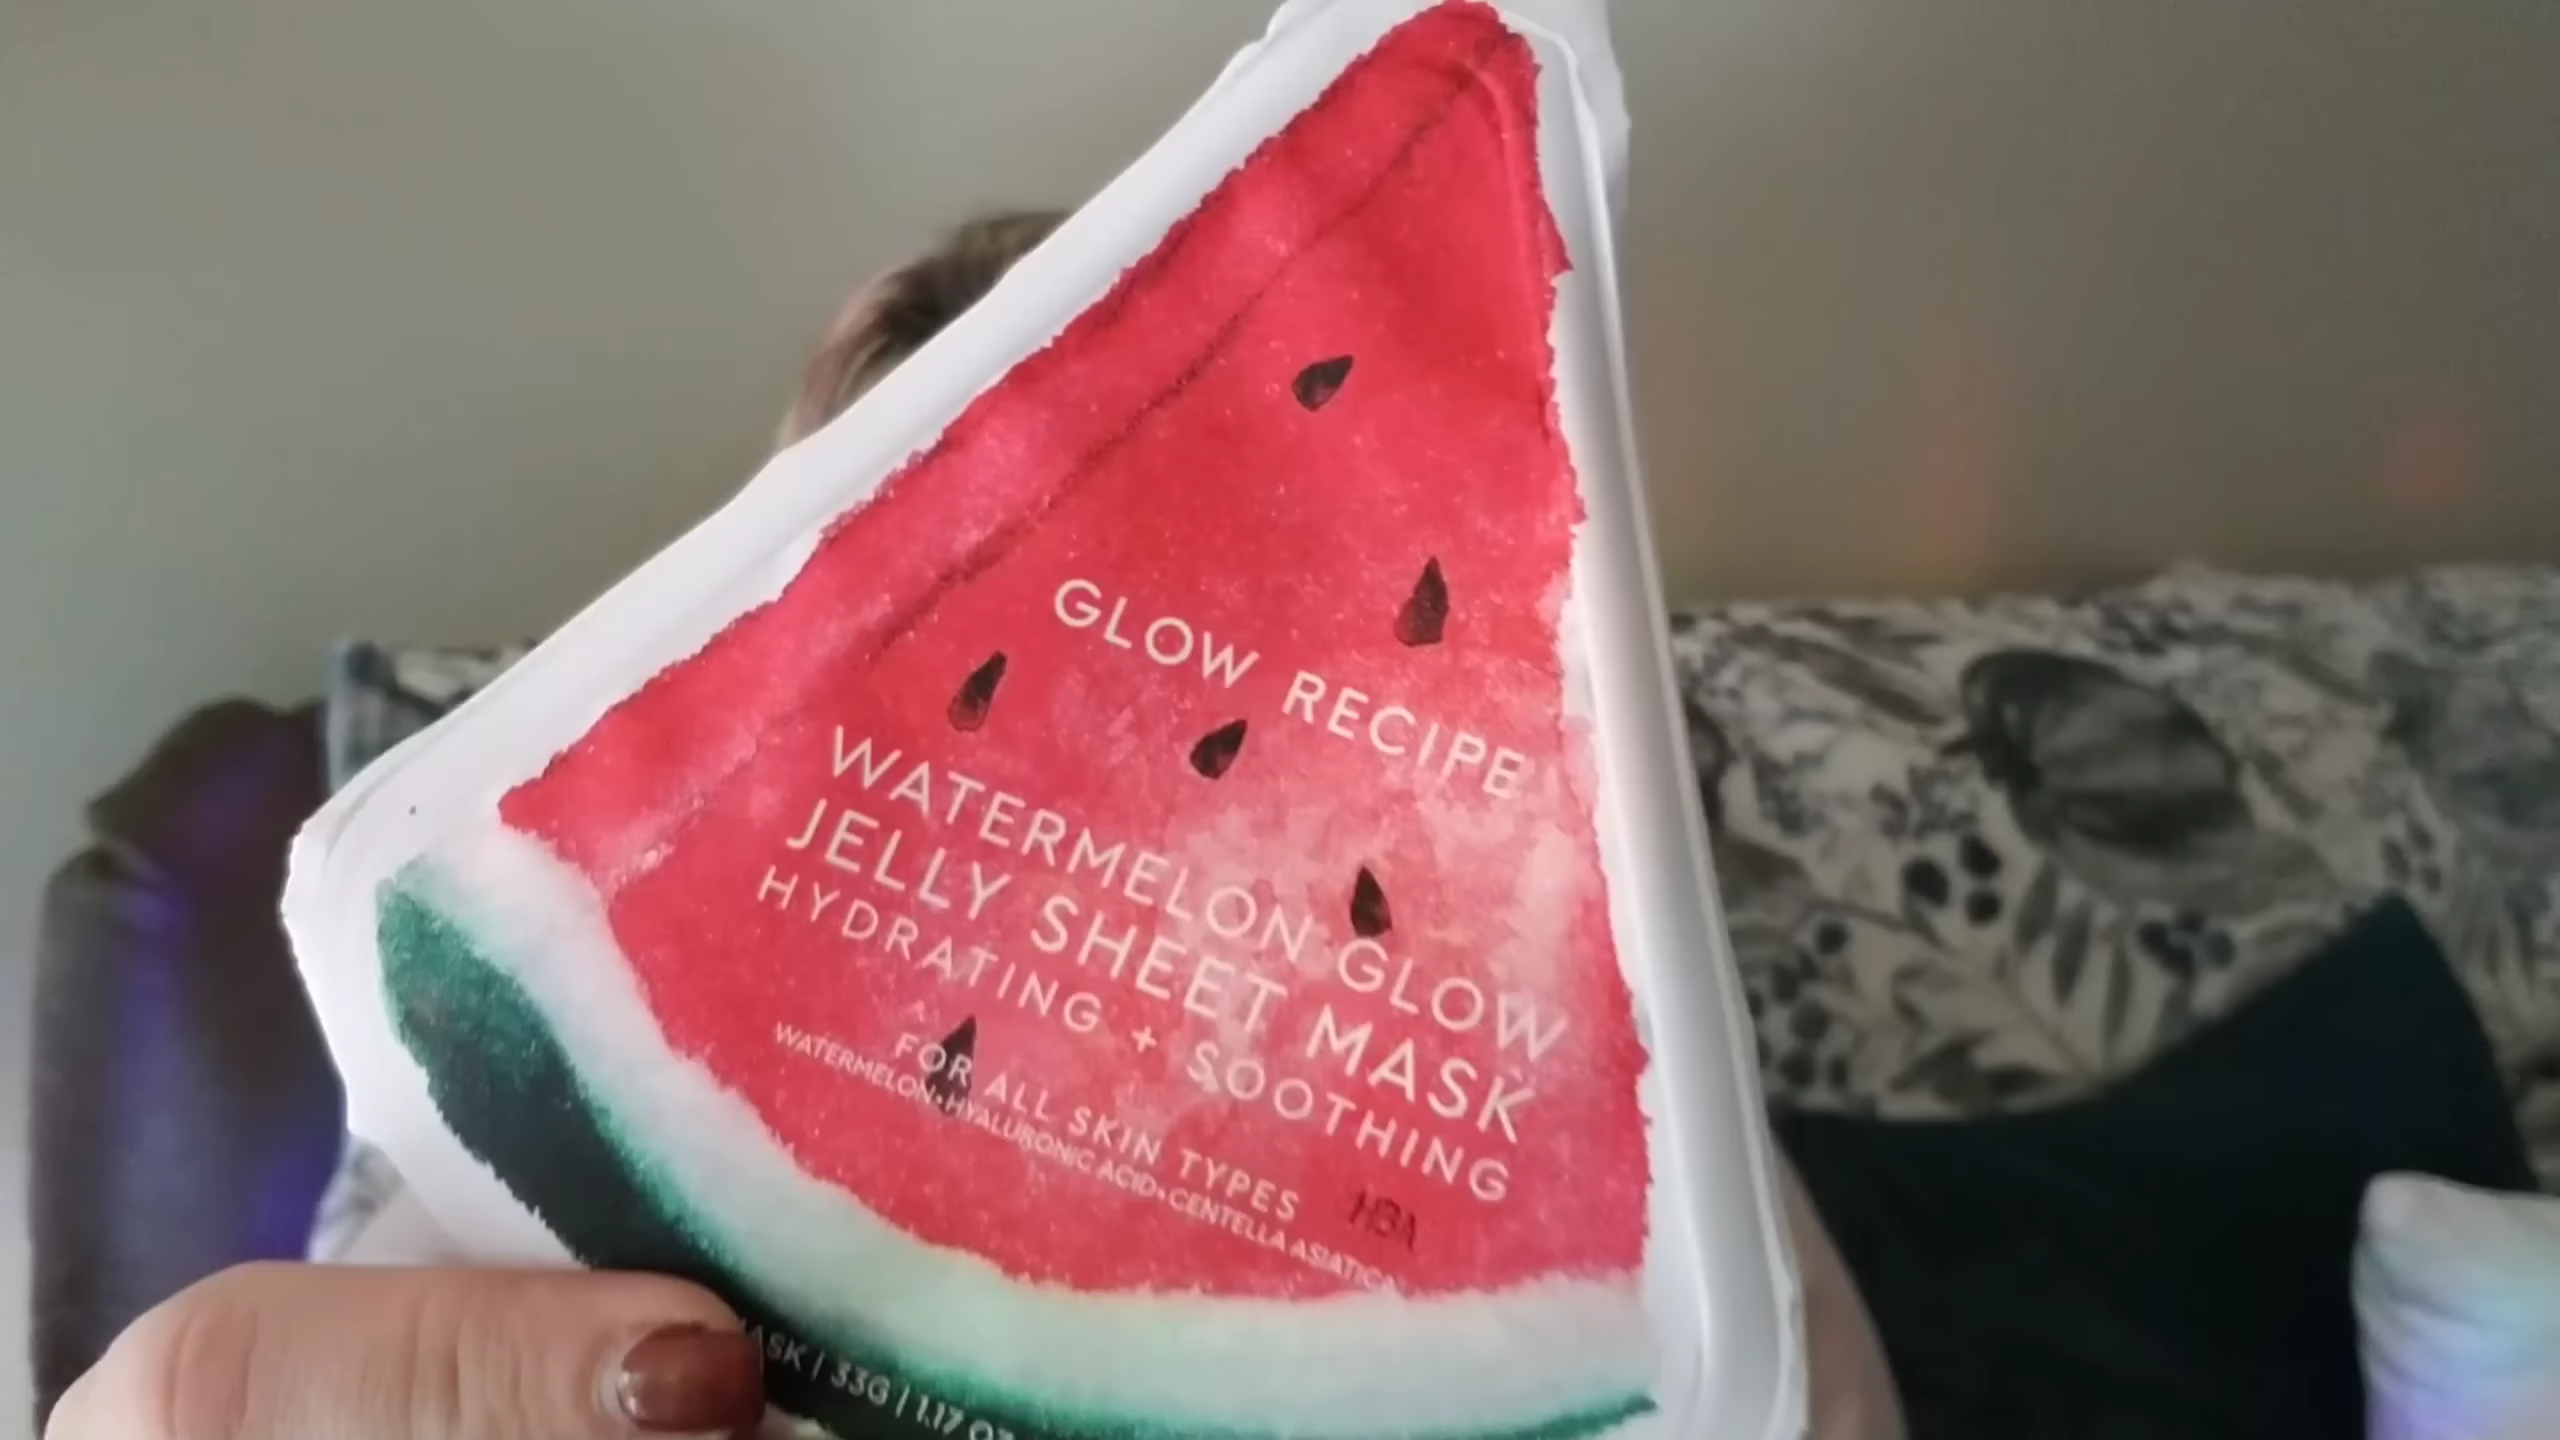 GLOW RECIPE
WATERMELON GLOW
JELLY SHEET MASK
HYDRATING + SOOTHING
FOR ALL SKIN TYPES
WATERMELON•HYALURONIC ACID•CENTELLA ASIATICA
| 33G | 1.17 OZ